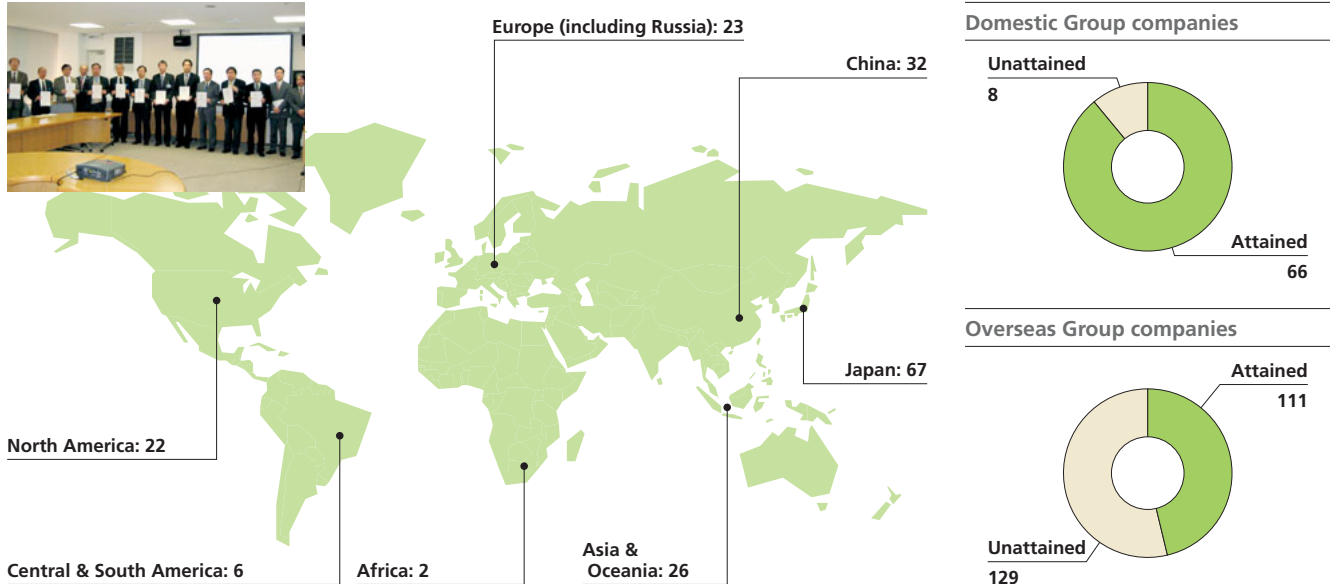 Europe (including Russia): 23
China: 32
Japan: 67
North America: 22
Central & South America: 6
Africa: 2
Asia &
Oceania: 26
Domestic Group companies
Unattained
8
Attained
66
Overseas Group companies
Attained
111
Unattained
129